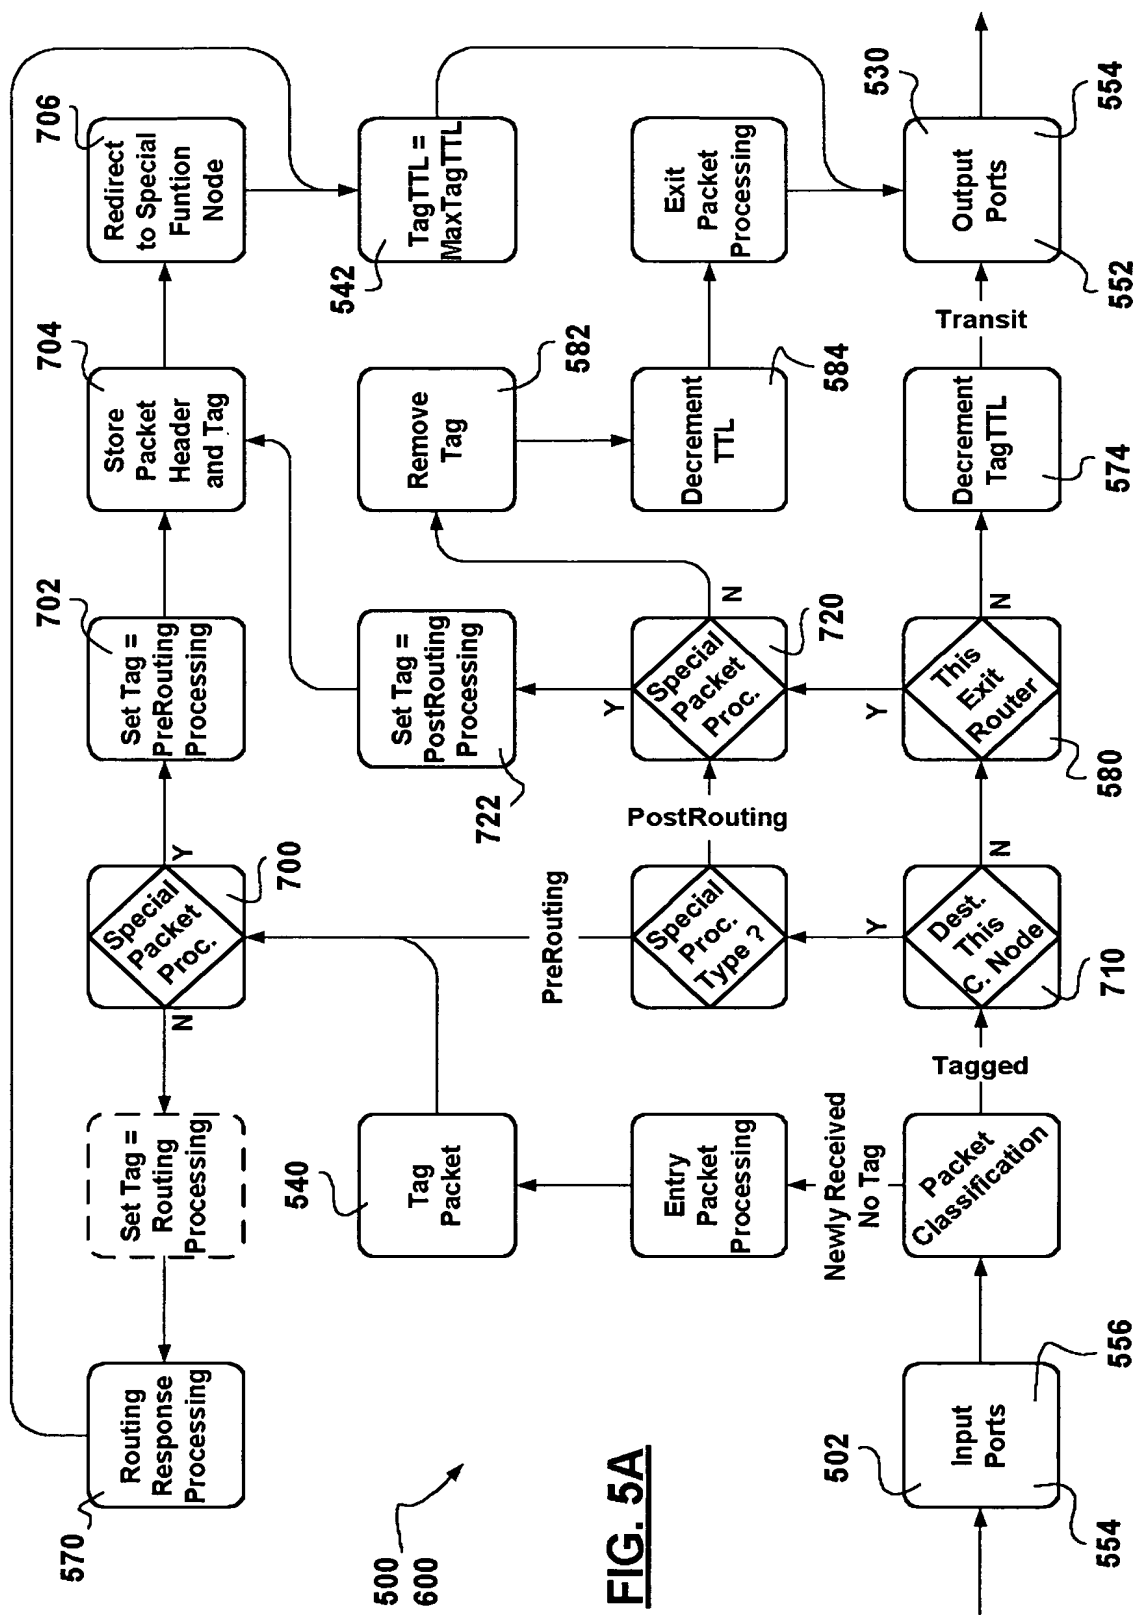 570
Routing
Response
Processing
Set Tag =
Routing
Processing
N
Special
Packet
Proc.
700
Y
702
Set Tag =
PreRouting
Processing
704
Store
Packet
Header
and Tag
706
Redirect
to Special
Funtion
Node
500
600
540
Tag
Packet
PreRouting
722
Set Tag =
PostRouting
Processing
Remove
Tag
582
542
TagTTL =
MaxTagTTL
FIG. 5A
Entry
Packet
Processing
Special
Proc.
Type ?
PostRouting
Y
Special
Packet
Proc.
N
720
Decrement
TTL
584
Exit
Packet
Processing
Newly Received
No Tag
Y
Y
502
Input
Ports
554
556
Packet
Classification
Tagged
Dest.
This
C. Node
710
N
This
Exit
Router
580
N
Decrement
TagTTL
574
Transit
530
Output
Ports
552
554